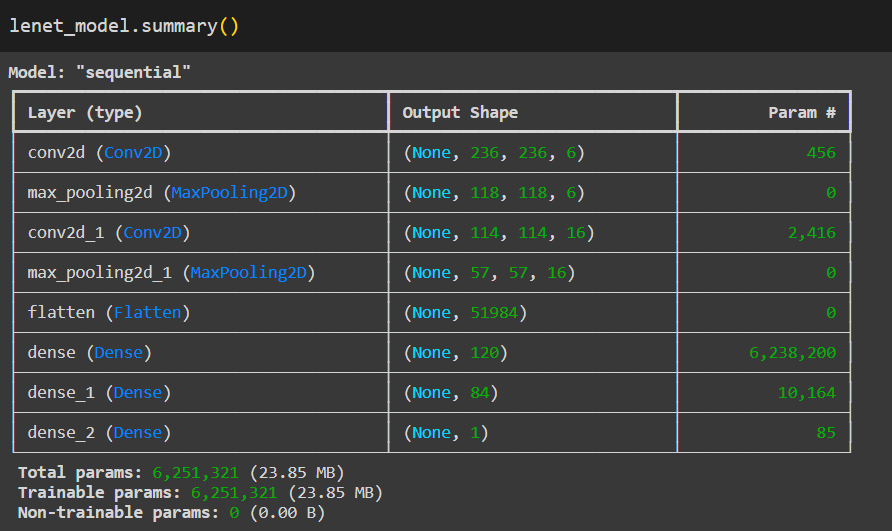 lenet_model.summary()
Model: "sequential"
Layer (type) Output Shape Param #
conv2d (Conv2D) (None, 236, 236, 6) 456
max_pooling2d (MaxPooling2D) (None, 118, 118, 6) 0
conv2d_1 (Conv2D) (None, 114, 114, 16) 2,416
max_pooling2d_1 (MaxPooling2D) (None, 57, 57, 16) 0
flatten (Flatten) (None, 51984) 0
dense (Dense) (None, 120) 6,238,200
dense_1 (Dense) (None, 84) 10,164
dense_2 (Dense) (None, 1) 85
Total params: 6,251,321 (23.85 MB)
Trainable params: 6,251,321 (23.85 MB)
Non-trainable params: 0 (0.00 B)